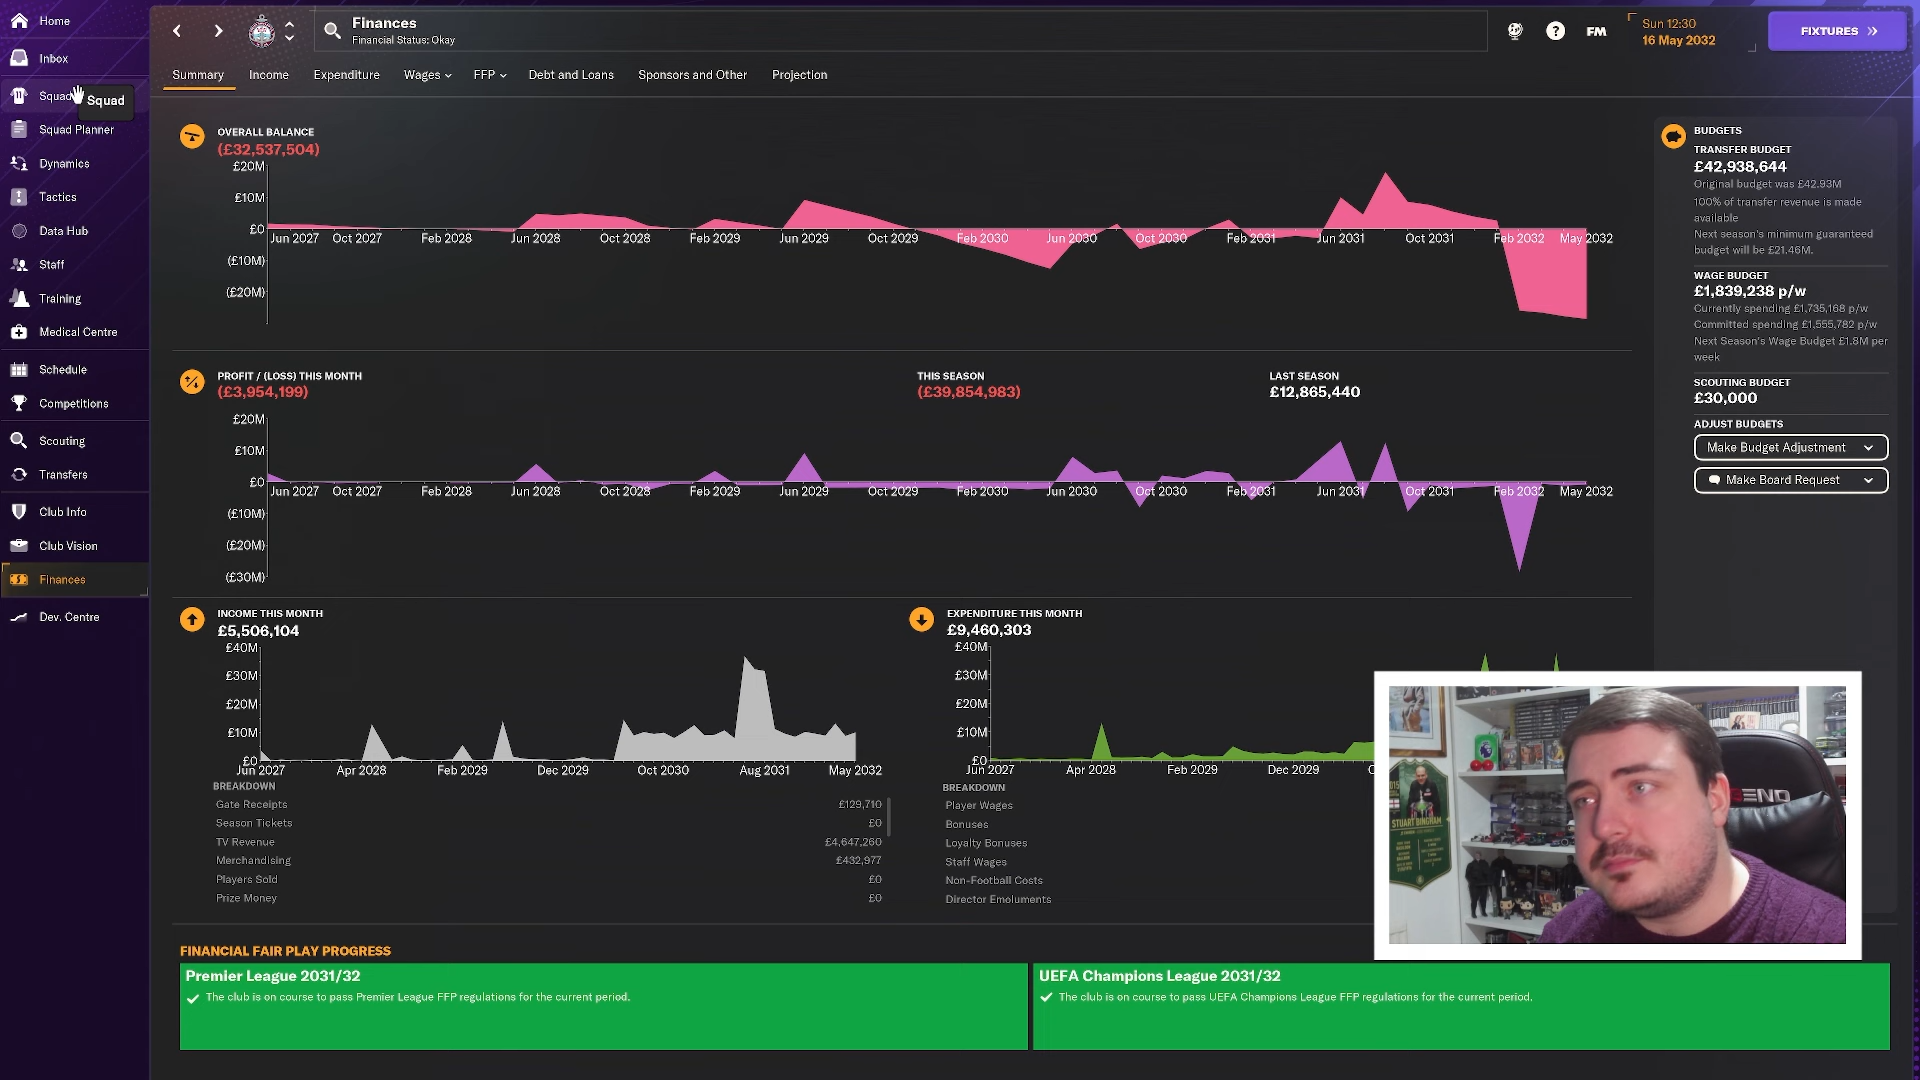 Home
Inbox
Squad
Squad
Squad Planner
Dynamics
Tactics
Data Hub
Staff
Training
Medical Centre
Schedule
Competitions
Scouting
Transfers
Club Info
Club Vision
Finances
Dev. Centre
Finances
Financial Status: Okay
FM
Sun 12:30
16 May 2032
FIXTURES
Summary
Income
Expenditure
Wages
FFP
Debt and Loans
Sponsors and Other
Projection
OVERALL BALANCE
(£32,537,504)
£20M
£10M
£0
(£10M)
(£20M)
Jun 2027 Oct 2027 Feb 2028 Jun 2028 Oct 2028 Feb 2029 Jun 2029 Oct 2029 Feb 2030 Jun 2030 Oct 2030 Feb 2031 Jun 2031 Oct 2031 Feb 2032 May 2032
PROFIT / (LOSS) THIS MONTH
(£3,954,199)
THIS SEASON
(£39,854,983)
LAST SEASON
£12,865,440
£20M
£10M
£0
(£10M)
(£20M)
(£30M)
Jun 2027 Oct 2027 Feb 2028 Jun 2028 Oct 2028 Feb 2029 Jun 2029 Oct 2029 Feb 2030 Jun 2030 Oct 2030 Feb 2031 Jun 2031 Oct 2031 Feb 2032 May 2032
INCOME THIS MONTH
£5,506,104
£40M
£30M
£20M
£10M
£0
Jun 2027 Apr 2028 Feb 2029 Dec 2029 Oct 2030 Aug 2031 May 2032
BREAKDOWN
Gate Receipts £129,710
Season Tickets £0
TV Revenue £4,647,260
Merchandising £432,977
Players Sold £0
Prize Money £0
EXPENDITURE THIS MONTH
£9,460,303
£40M
£30M
£20M
£10M
£0
Jun 2027 Apr 2028 Feb 2029 Dec 2029
BREAKDOWN
Player Wages
Bonuses
Loyalty Bonuses
Staff Wages
Non-Football Costs
Director Emoluments
BUDGETS
TRANSFER BUDGET
£42,938,644
Original budget was £42.93M
100% of transfer revenue is made
available
Next season's minimum guaranteed
budget will be £21.46M.
WAGE BUDGET
£1,839,238 p/w
Currently spending £1,735,168 p/w
Committed spending £1,555,782 p/w
Next Season's Wage Budget £1.8M per
week
SCOUTING BUDGET
£30,000
ADJUST BUDGETS
Make Budget Adjustment
Make Board Request
STUART BINGHAM
FINANCIAL FAIR PLAY PROGRESS
Premier League 2031/32
The club is on course to pass Premier League FFP regulations for the current period.
UEFA Champions League 2031/32
The club is on course to pass UEFA Champions League FFP regulations for the current period.